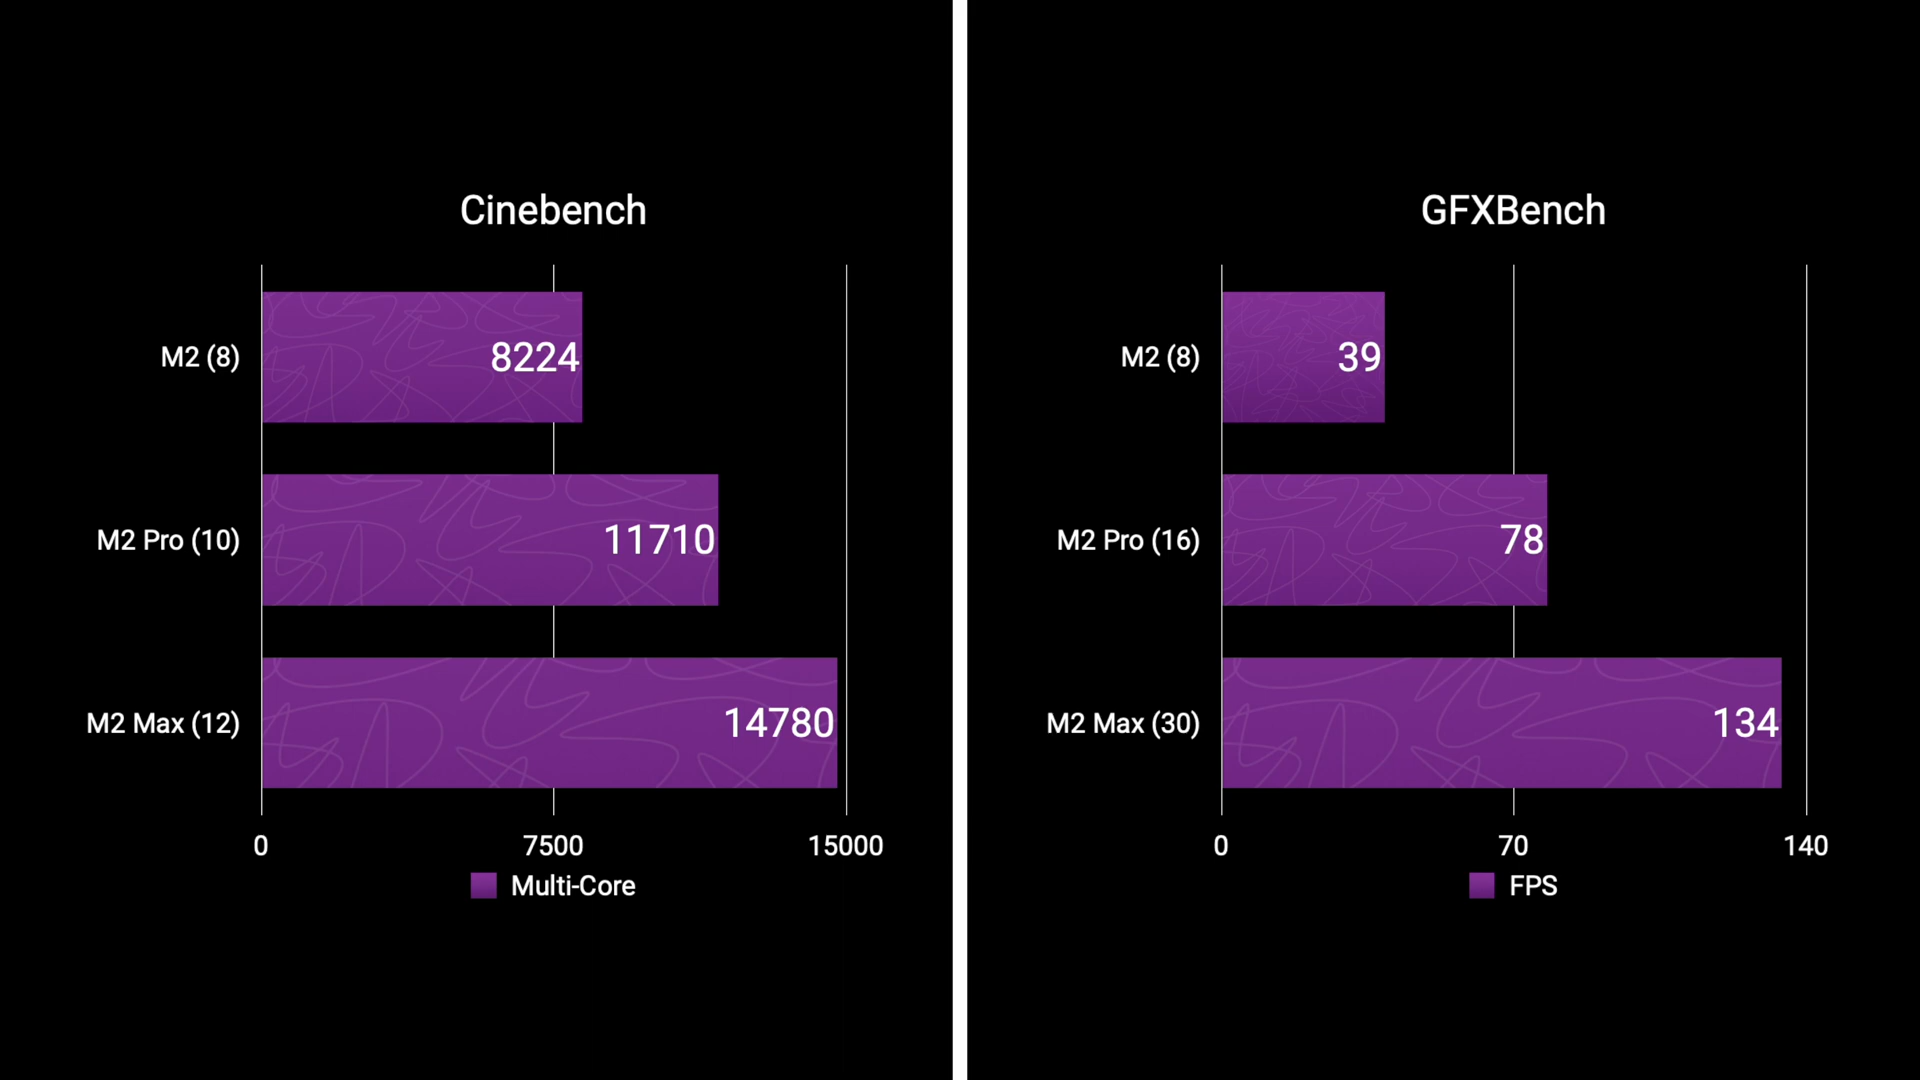 Cinebench
M2 (8)
8224
M2 Pro (10)
11710
M2 Max (12)
14780
0
7500
15000
Multi-Core
GFXBench
M2 (8)
39
M2 Pro (16)
78
M2 Max (30)
134
0
70
140
FPS